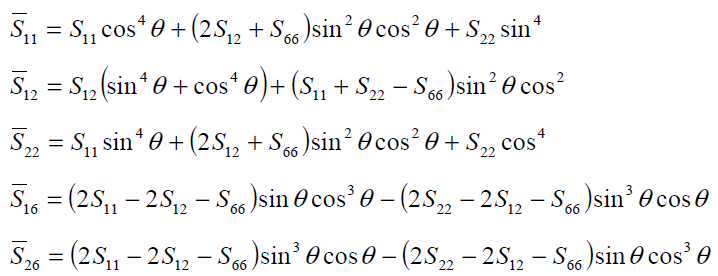 S̅₁₁ = S₁₁ cos⁴ θ + (2S₁₂ + S₆₆)sin² θ cos² θ + S₂₂ sin⁴
S̅₁₂ = S₁₂(sin⁴ θ + cos⁴ θ) + (S₁₁ + S₂₂ − S₆₆)sin² θ cos²
S̅₂₂ = S₁₁ sin⁴ θ + (2S₁₂ + S₆₆)sin² θ cos² θ + S₂₂ cos⁴
S̅₁₆ = (2S₁₁ − 2S₁₂ − S₆₆)sin θ cos³ θ − (2S₂₂ − 2S₁₂ − S₆₆)sin³ θ cos θ
S̅₂₆ = (2S₁₁ − 2S₁₂ − S₆₆)sin³ θ cos θ − (2S₂₂ − 2S₁₂ − S₆₆)sin θ cos³ θ